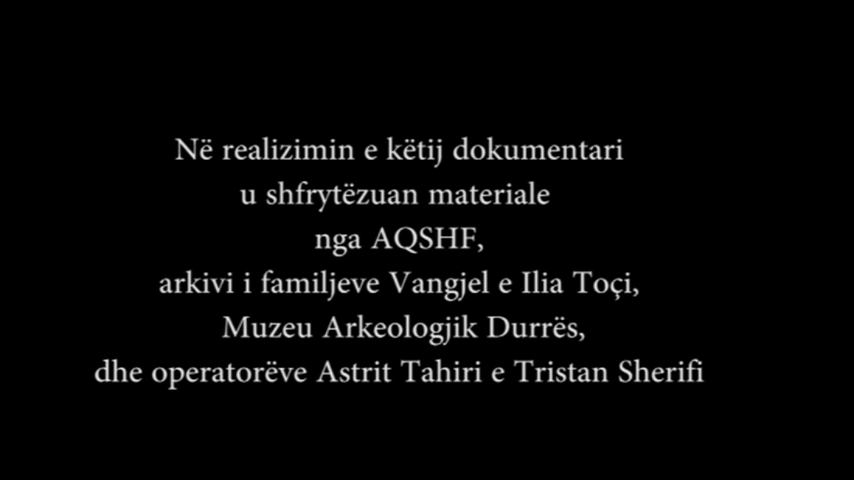 Në realizimin e këtij dokumentari
u shfrytëzuan materiale
nga AQSHF,
arkivi i familjeve Vangjel e Ilia Toçi,
Muzeu Arkeologjik Durrës,
dhe operatorëve Astrit Tahiri e Tristan Sherifi